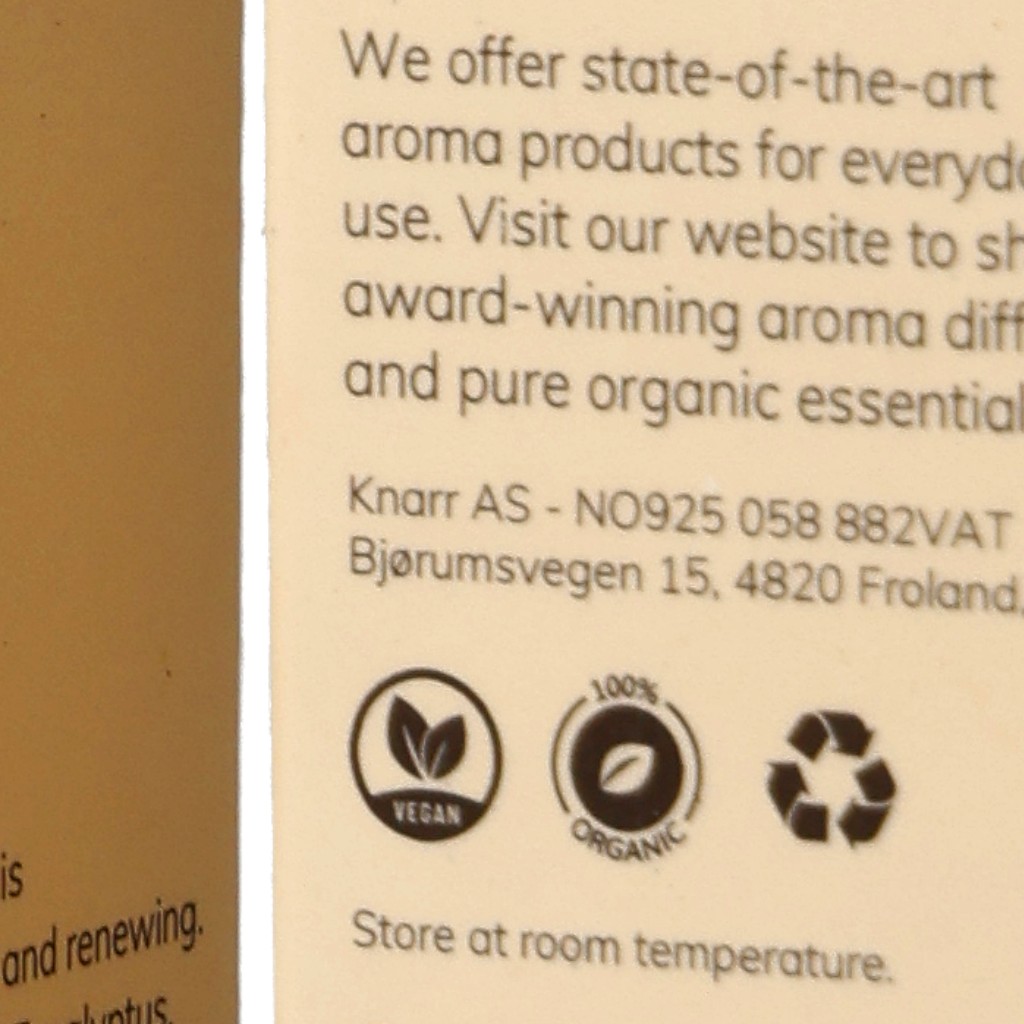 We offer state-of-the-art
aroma products for everyd
use. Visit our website to sh
award-winning aroma diff
and pure organic essential
Knarr AS - NO925 058 882VAT
Bjørumsvegen 15, 4820 Froland,
VEGAN
100%
ORGANIC
Store at room temperature.
is
and renewing.